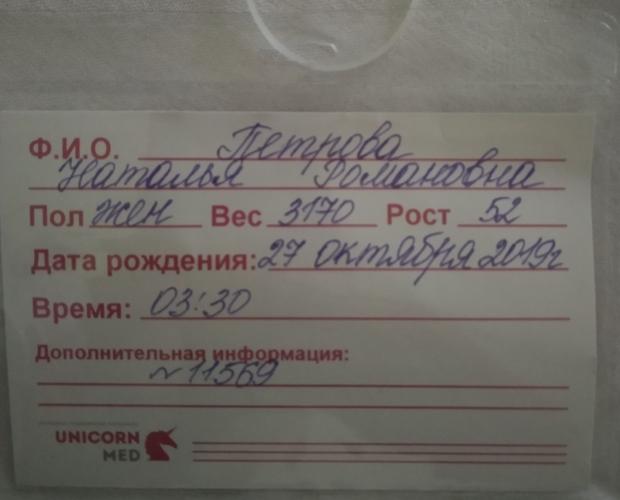 Ф.И.О. Петрова
Наталья Романовна
Пол жен Вес 3170 Рост 52
Дата рождения: 27 октября 2019г
Время: 03:30
Дополнительная информация:
~ 11569
UNICORN
MED